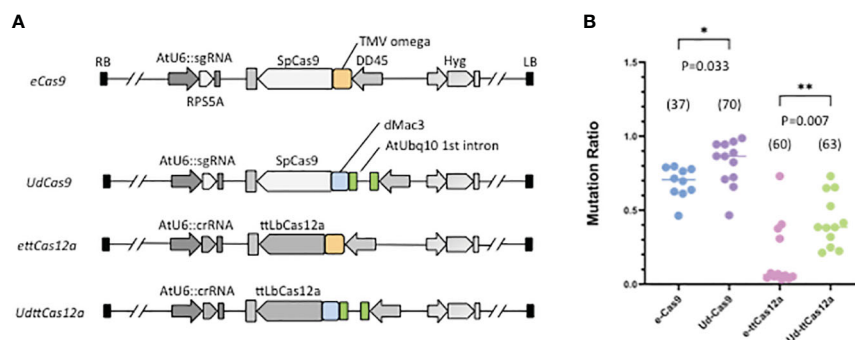 A
RB
AtU6::sgRNA
SpCas9
TMV omega
DD45
Hyg
LB
eCas9
RPS5A
dMac3
AtUbq10 1st intron
AtU6::sgRNA
SpCas9
UdCas9
AtU6::crRNA
ttLbCas12a
ettCas12a
AtU6::crRNA
ttLbCas12a
UdttCas12a
B
*
P=0.033
**
P=0.007
(37)
(70)
(60)
(63)
Mutation Ratio
1.5
1.0
0.5
0.0
e-Cas9
Ud-Cas9
e-ttCas12a
Ud-ttCas12a